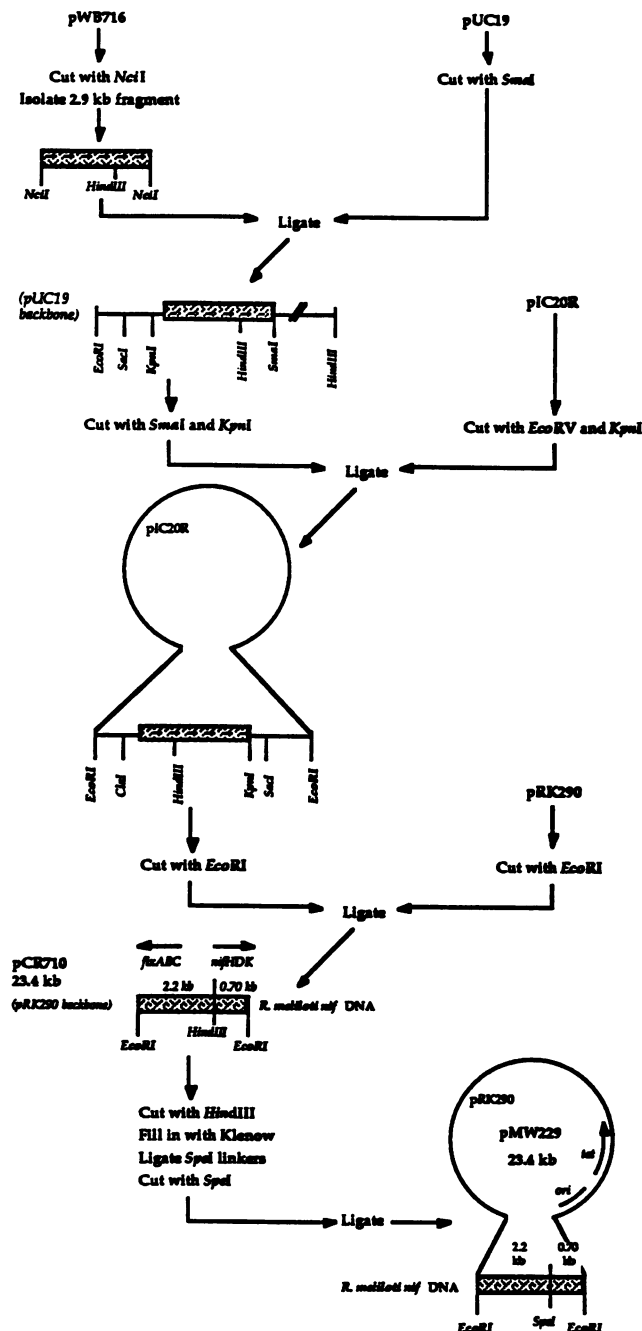 pWB716
pUC19
Cut with NciI
Isolate 2.9 kb fragment
Cut with SmaI
NciI
HindIII
NciI
Ligate
(pUC19
backbone)
pIC20R
EcoRI
SacI
KpnI
HindIII
SmaI
HindIII
Cut with SmaI and KpnI
Cut with EcoRV and KpnI
Ligate
pIC20R
EcoRI
ClaI
HindIII
KpnI
SacI
EcoRI
pRK290
Cut with EcoRI
Cut with EcoRI
Ligate
pCR710
23.4 kb
(pRK290 backbone)
fixABC
nifHDK
2.2 kb
0.70 kb
R. meliloti nif DNA
EcoRI
HindIII
EcoRI
Cut with HindIII
Fill in with Klenow
Ligate SpeI linkers
Cut with SpeI
Ligate
pRK290
pMW229
23.4 kb
tet
ori
2.2
kb
0.70
kb
R. meliloti nif DNA
EcoRI
SpeI
EcoRI